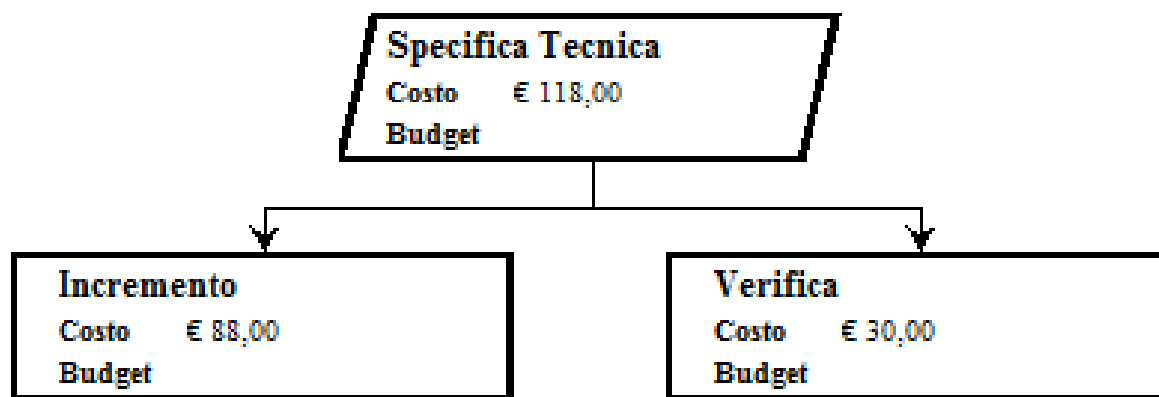 Specifica Tecnica
Costo € 118,00
Budget
Incremento
Costo € 88,00
Budget
Verifica
Costo € 30,00
Budget